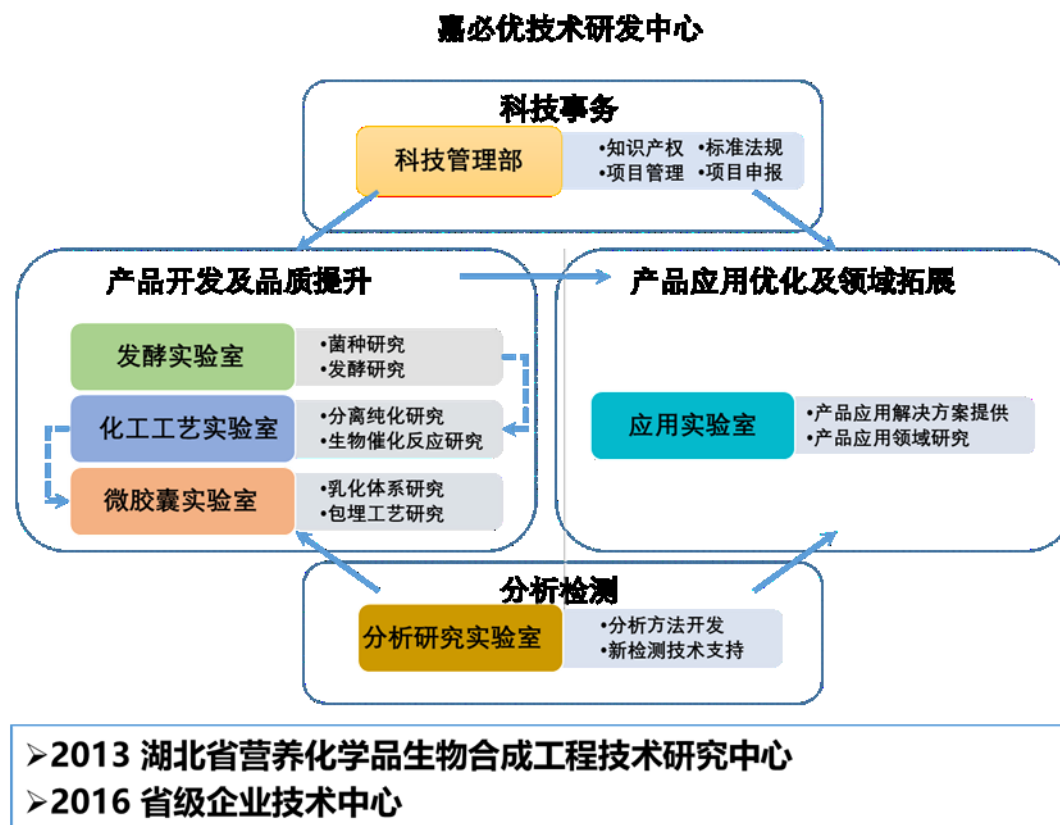 嘉必优技术研发中心
科技事务
科技管理部
•知识产权 •标准法规
•项目管理 •项目申报
产品开发及品质提升
产品应用优化及领域拓展
发酵实验室
•菌种研究
•发酵研究
化工工艺实验室
•分离纯化研究
•生物催化反应研究
微胶囊实验室
•乳化体系研究
•包埋工艺研究
应用实验室
•产品应用解决方案提供
•产品应用领域研究
分析检测
分析研究实验室
•分析方法开发
•新检测技术支持
➢2013 湖北省营养化学品生物合成工程技术研究中心
➢2016 省级企业技术中心